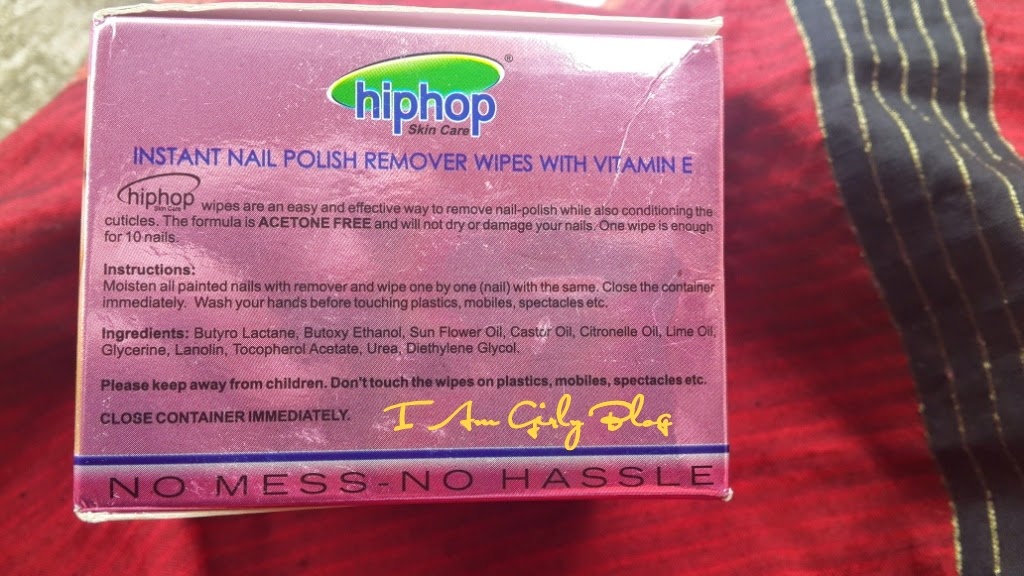 hiphop®
Skin Care
INSTANT NAIL POLISH REMOVER WIPES WITH VITAMIN E
hiphop
Skin Care
wipes are an easy and effective way to remove nail-polish while also conditioning the
cuticles. The formula is ACETONE FREE and will not dry or damage your nails. One wipe is enough
for 10 nails.
Instructions:
Moisten all painted nails with remover and wipe one by one (nail) with the same. Close the container
immediately. Wash your hands before touching plastics, mobiles, spectacles etc.
Ingredients: Butyro Lactane, Butoxy Ethanol, Sun Flower Oil, Castor Oil, Citronelle Oil, Lime Oil,
Glycerine, Lanolin, Tocopherol Acetate, Urea, Diethylene Glycol.
Please keep away from children. Don't touch the wipes on plastics, mobiles, spectacles etc.
CLOSE CONTAINER IMMEDIATELY.
I Am Girly Blog
NO MESS-NO HASSLE